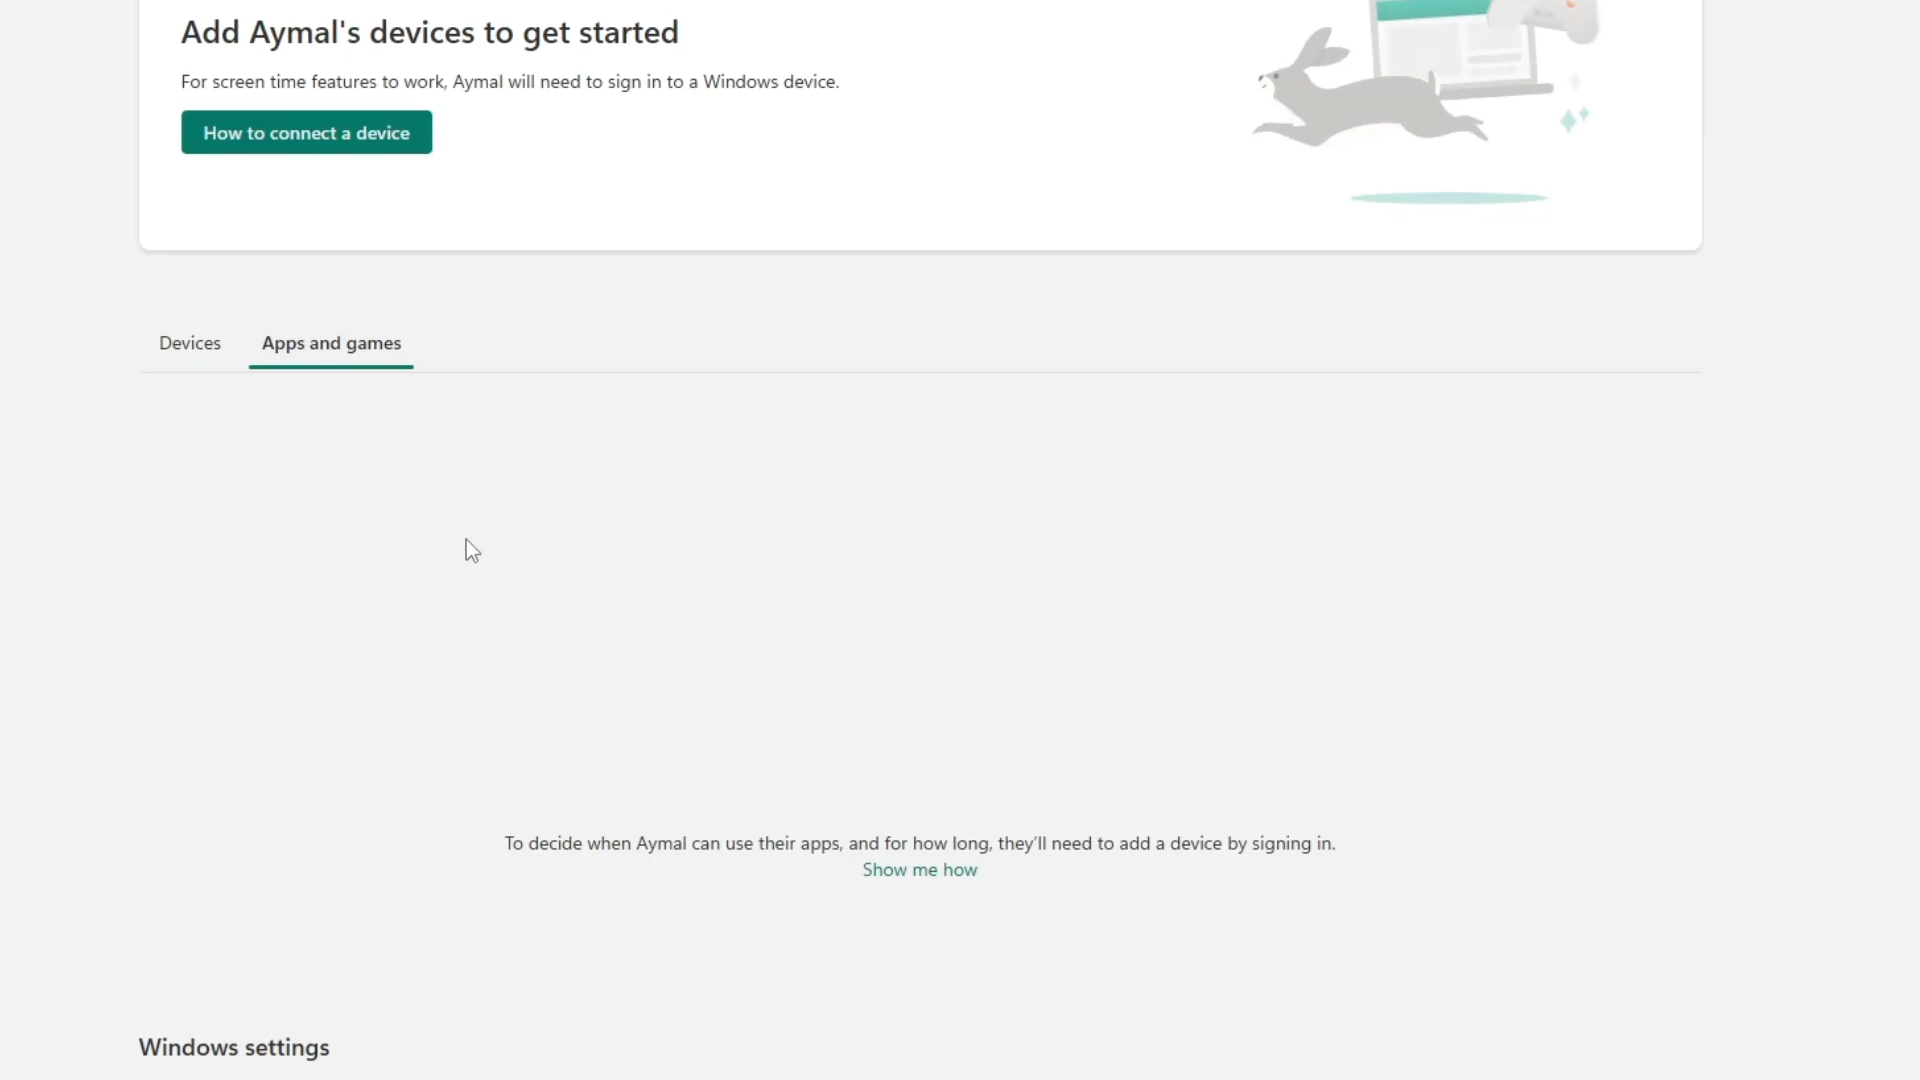 Add Aymal's devices to get started
For screen time features to work, Aymal will need to sign in to a Windows device.
How to connect a device
Devices
Apps and games
To decide when Aymal can use their apps, and for how long, they’ll need to add a device by signing in.
Show me how
Windows settings